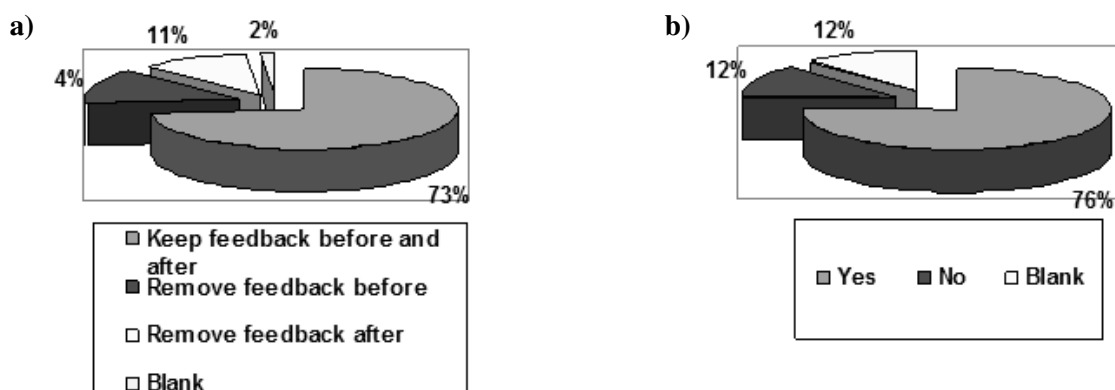 a)
11%
2%
4%
73%
Keep feedback before and
after
Remove feedback before
Remove feedback after
Blank
b)
12%
12%
76%
Yes No Blank